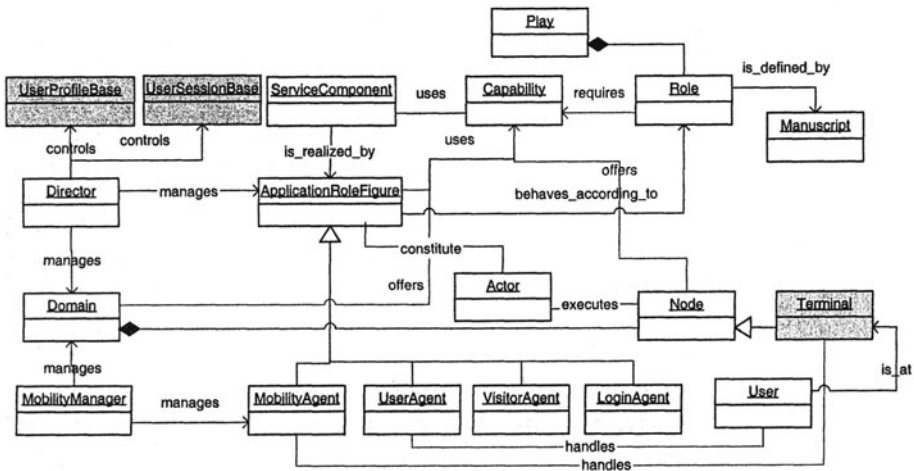 Play
is_defined_by
UserProfileBase
UserSessionBase
ServiceComponent
uses
Capability
requires
Role
Manuscript
controls
controls
uses
is_realized_by
offers
Director
manages
ApplicationRoleFigure
behaves_according_to
constitute
manages
offers
Actor
executes
Domain
Node
Terminal
manages
is_at
MobilityManager
manages
MobilityAgent
UserAgent
VisitorAgent
LoginAgent
User
handles
handles